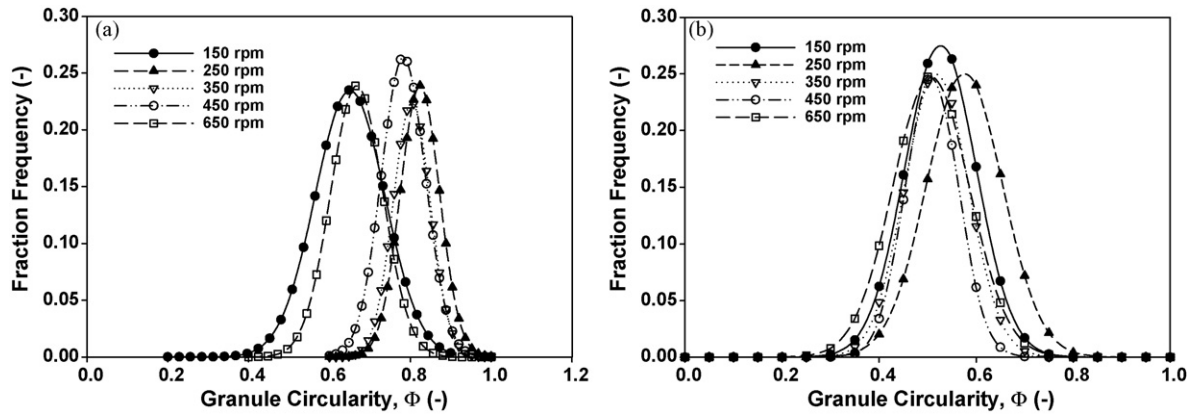 (a)
150 rpm
250 rpm
350 rpm
450 rpm
650 rpm
0.30
0.25
0.20
0.15
0.10
0.05
0.00
Fraction Frequency (-)
0.0 0.2 0.4 0.6 0.8 1.0 1.2
Granule Circularity, Φ (-)
(b)
150 rpm
250 rpm
350 rpm
450 rpm
650 rpm
0.30
0.25
0.20
0.15
0.10
0.05
0.00
Fraction Frequency (-)
0.0 0.2 0.4 0.6 0.8 1.0
Granule Circularity, Φ (-)